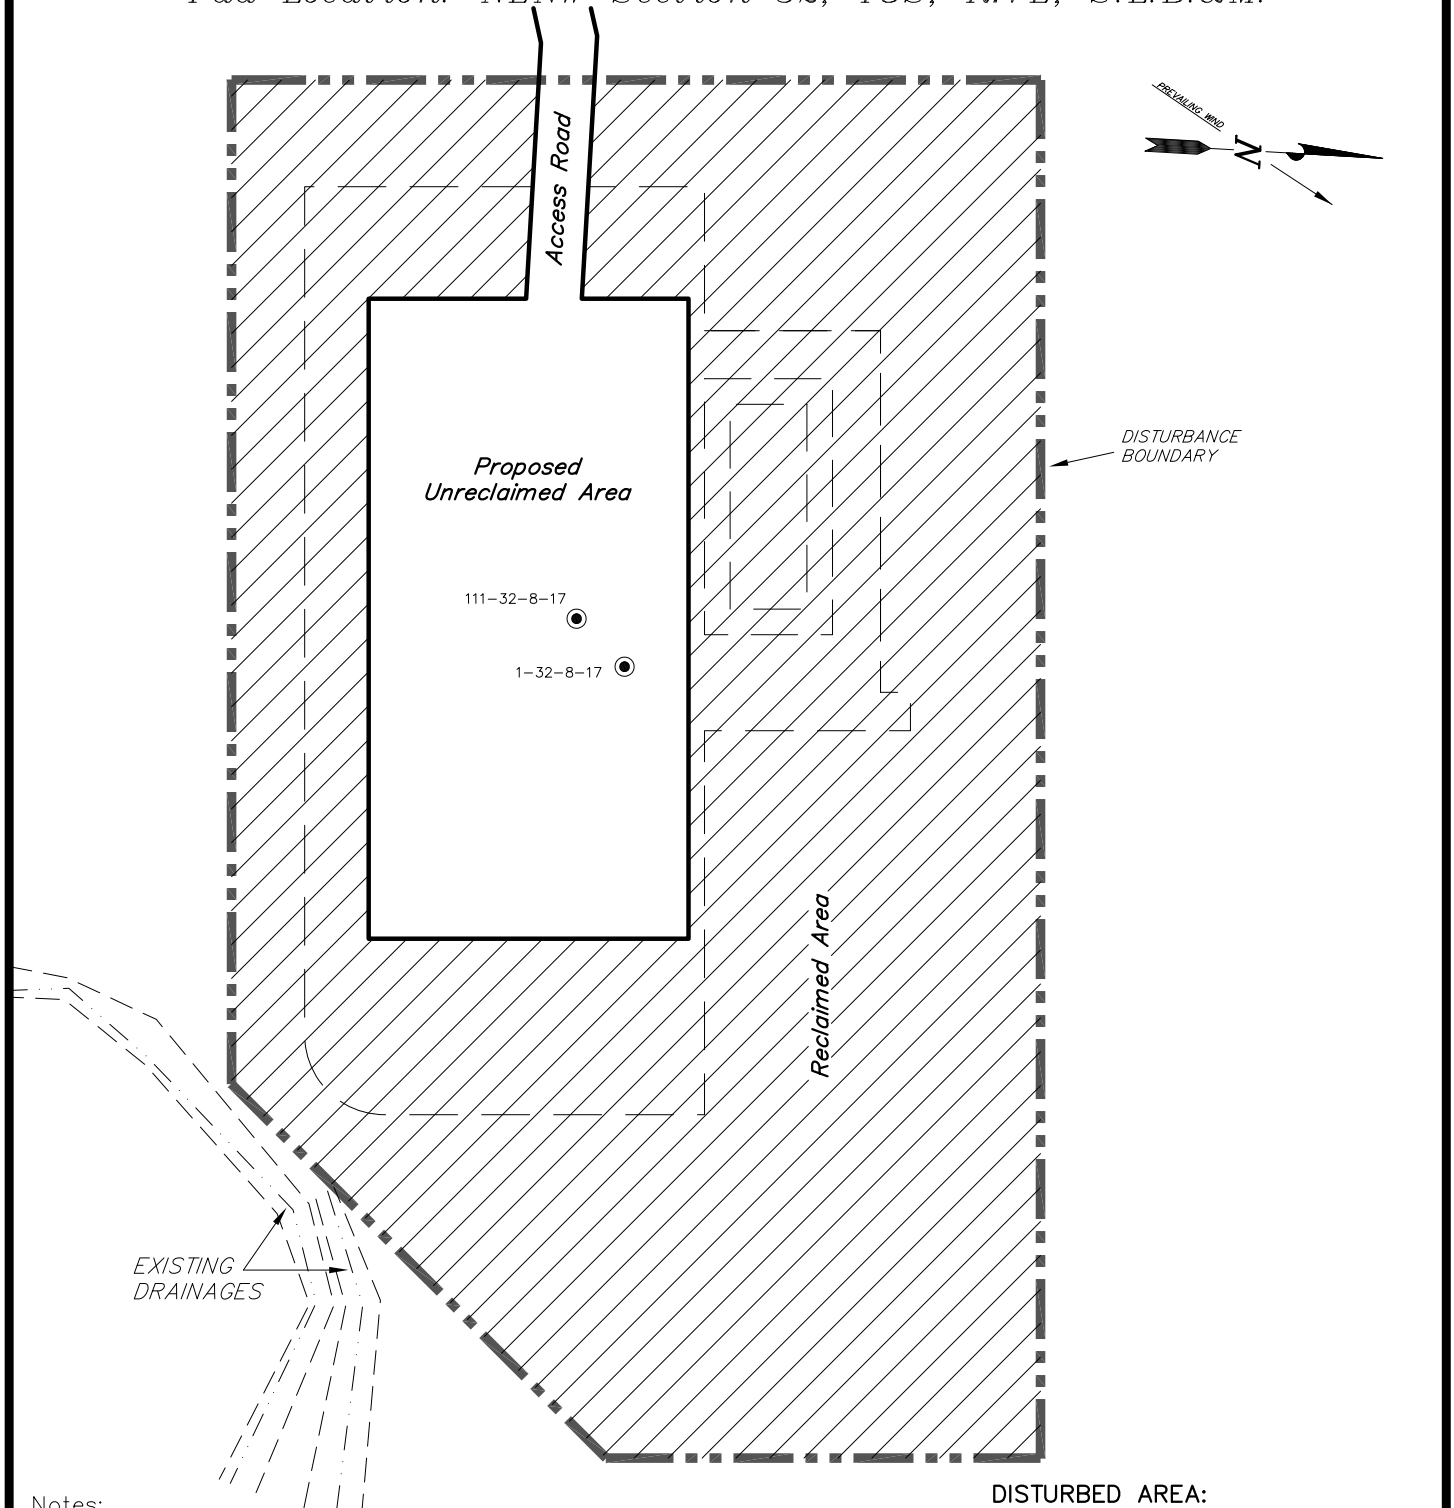 Section
PREVAILING WIND
N
Access Road
DISTURBANCE
BOUNDARY
Proposed
Unreclaimed Area
111-32-8-17
1-32-8-17
Reclaimed Area
EXISTING
DRAINAGES
Notes:
DISTURBED AREA: